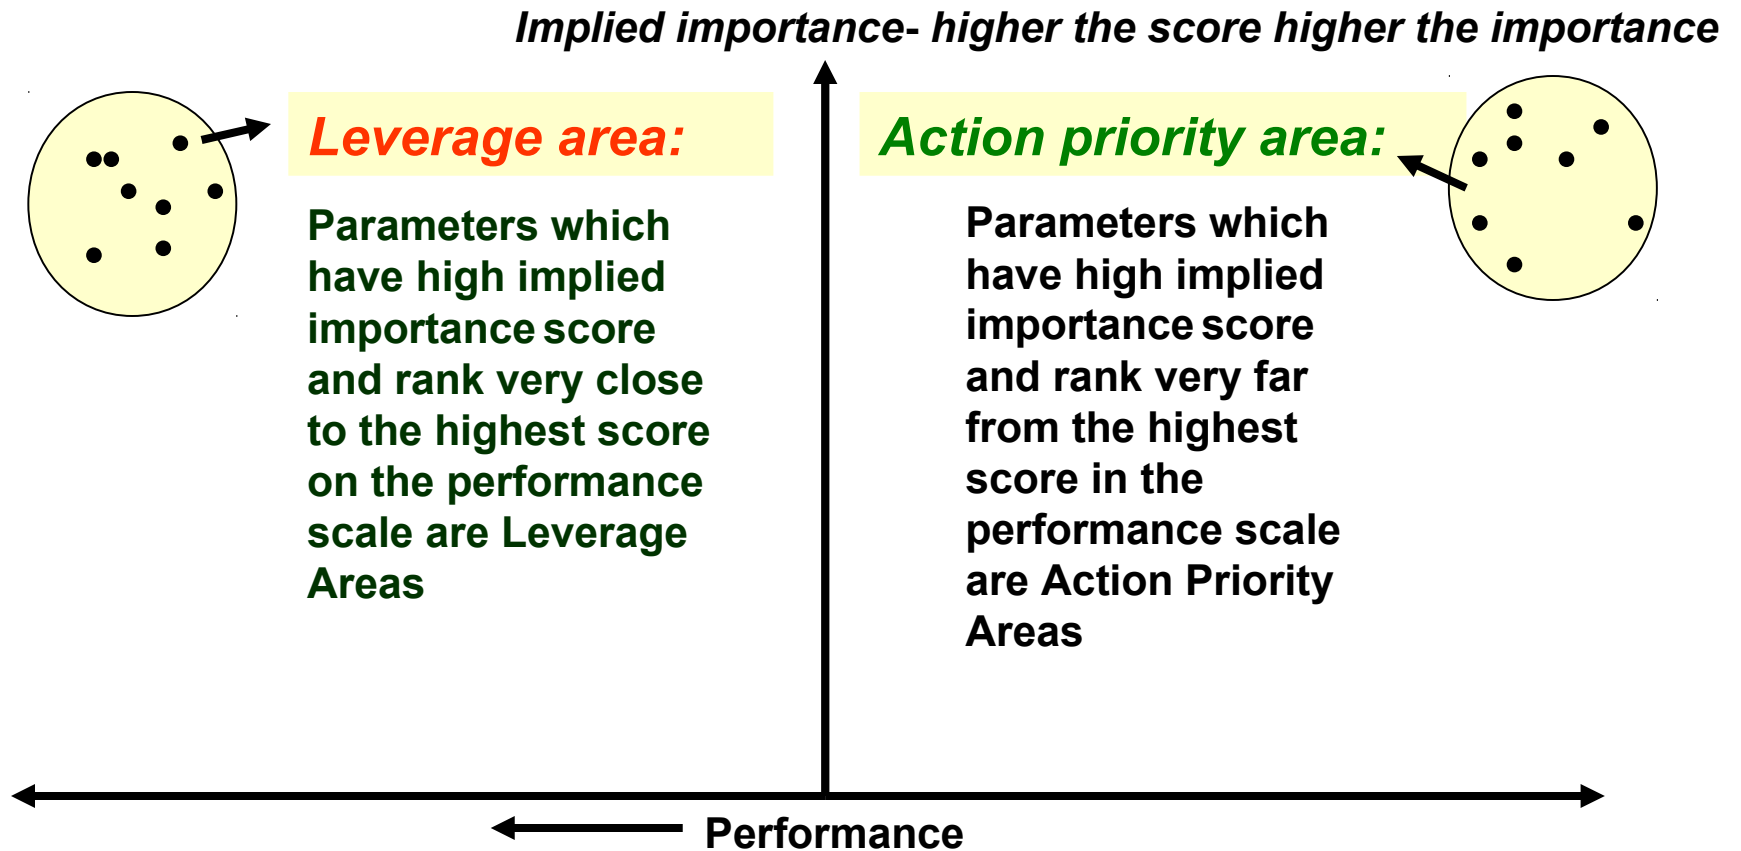 Implied importance- higher the score higher the importance
Leverage area:
Parameters which
have high implied
importance score
and rank very close
to the highest score
on the performance
scale are Leverage
Areas
Action priority area:
Parameters which
have high implied
importance score
and rank very far
from the highest
score in the
performance scale
are Action Priority
Areas
Performance